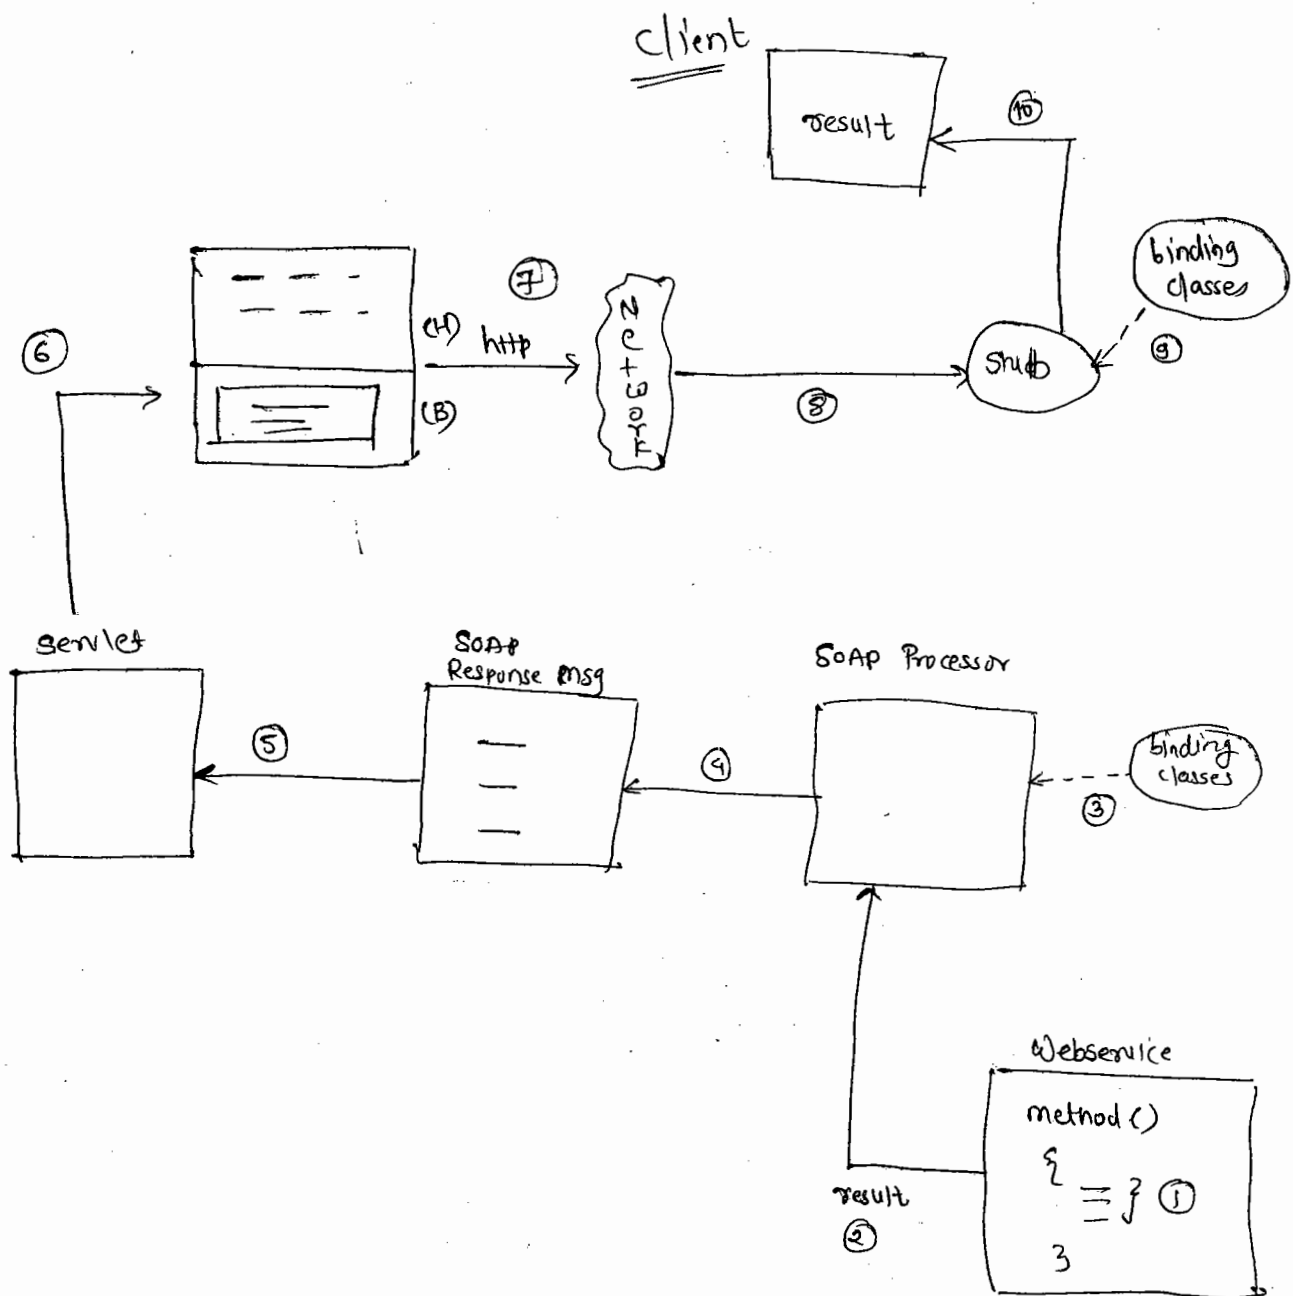 Client
result
10
binding
classes
7
(H)
http
Network
6
stub
9
(B)
8
servlet
SOAP
Response msg
SOAP Processor
5
4
binding
classes
3
Webservice
method()
{
} 1
}
result
2